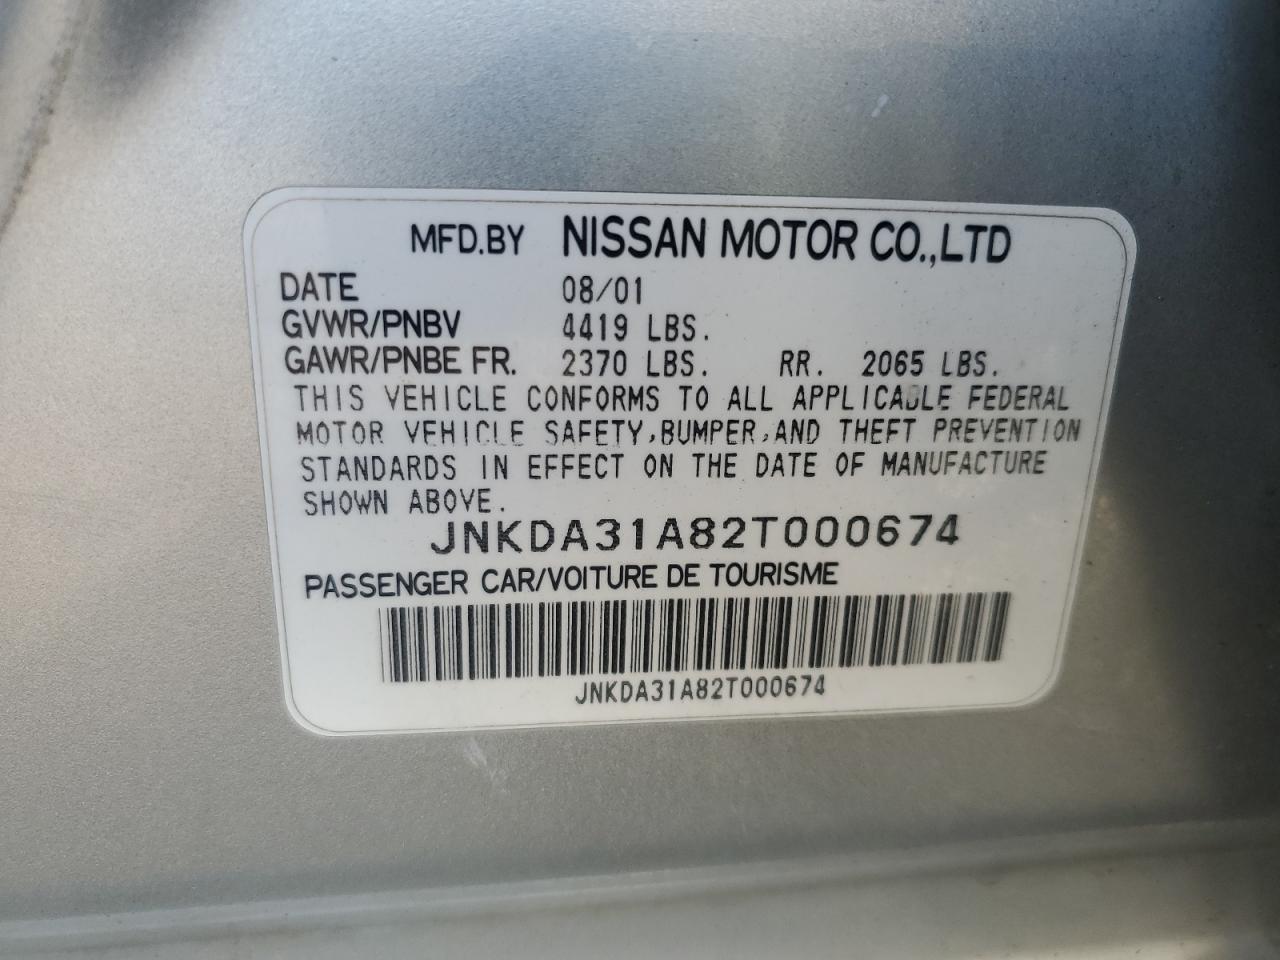 MFD.BY NISSAN MOTOR CO.,LTD
DATE 08/01
GVWR/PNBV 4419 LBS.
GAWR/PNBE FR. 2370 LBS. RR. 2065 LBS.
THIS VEHICLE CONFORMS TO ALL APPLICABLE FEDERAL
MOTOR VEHICLE SAFETY,BUMPER,AND THEFT PREVENTION
STANDARDS IN EFFECT ON THE DATE OF MANUFACTURE
SHOWN ABOVE.
JNKDA31A82T000674
PASSENGER CAR/VOITURE DE TOURISME
JNKDA31A82T000674